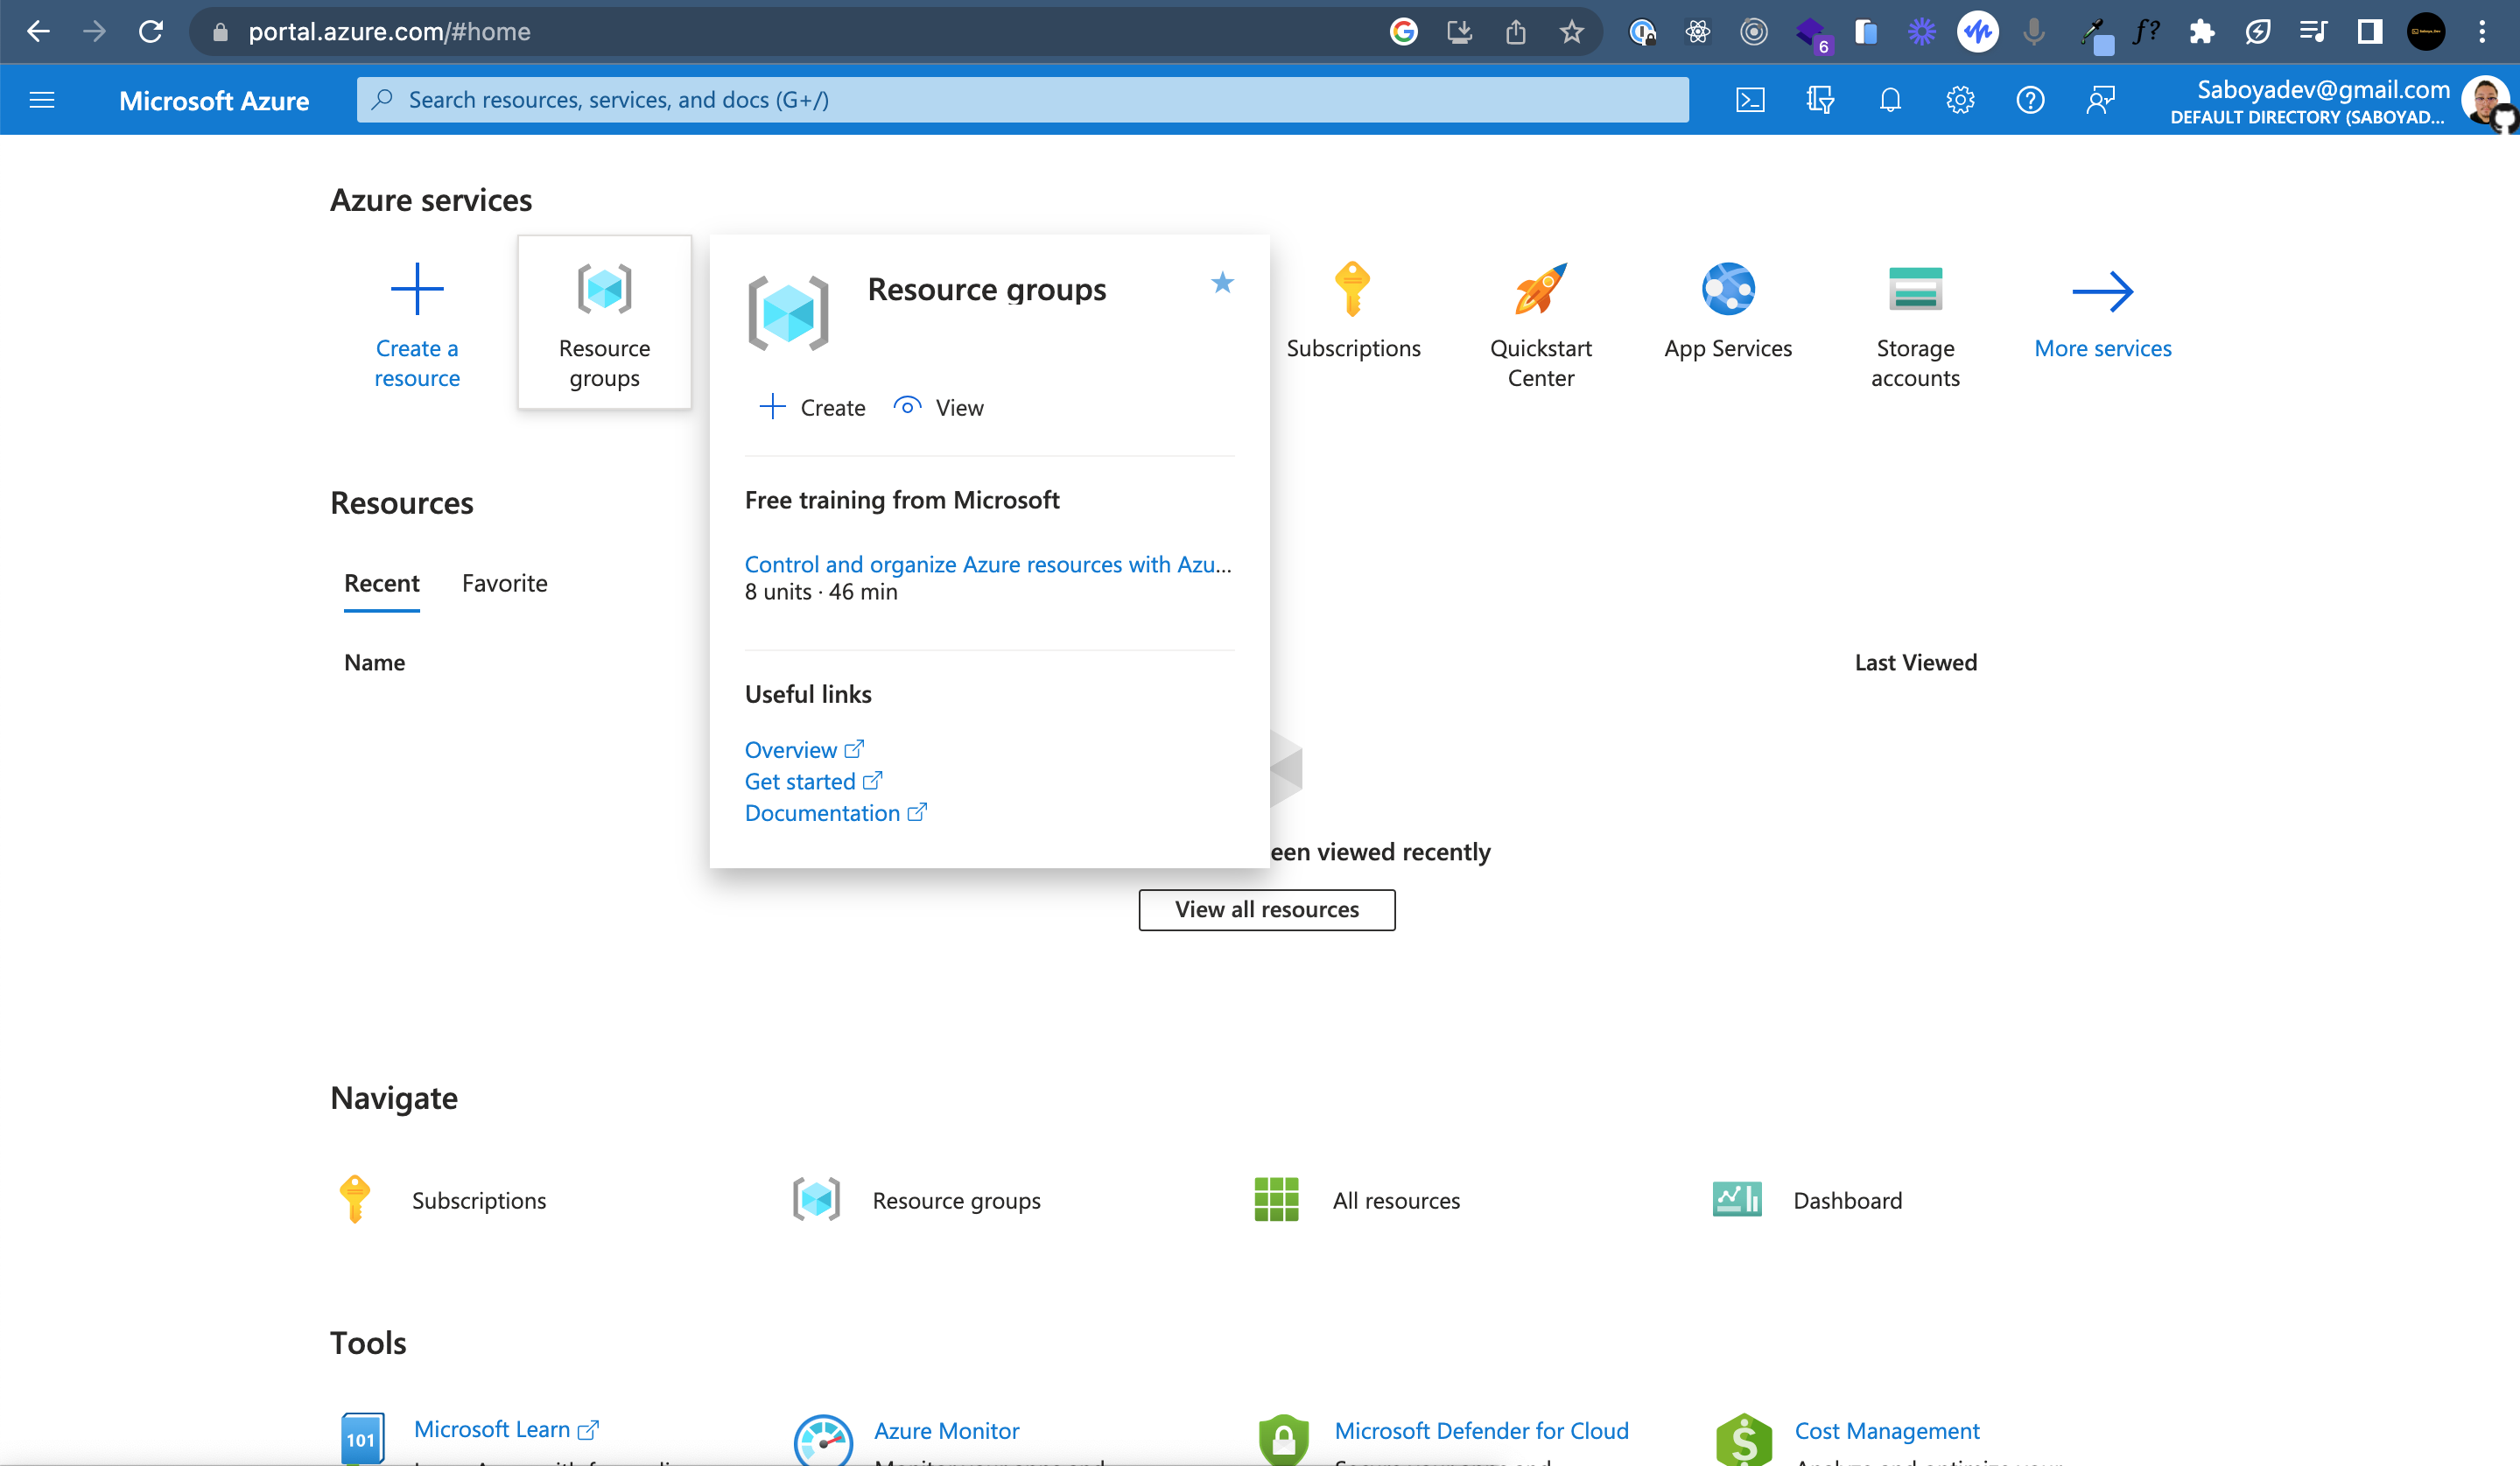 portal.azure.com/#home
6
f?
Microsoft Azure
Search resources, services, and docs (G+/)
Saboyadev@gmail.com
DEFAULT DIRECTORY (SABOYAD...
Azure services
Create a
resource
Resource
groups
Resource groups
Create
View
Free training from Microsoft
Control and organize Azure resources with Azu...
8 units · 46 min
Useful links
Overview
Get started
Documentation
Subscriptions
Quickstart
Center
App Services
Storage
accounts
More services
Resources
Recent
Favorite
Name
Last Viewed
een viewed recently
View all resources
Navigate
Subscriptions
Resource groups
All resources
Dashboard
Tools
101
Microsoft Learn
Azure Monitor
Microsoft Defender for Cloud
Cost Management